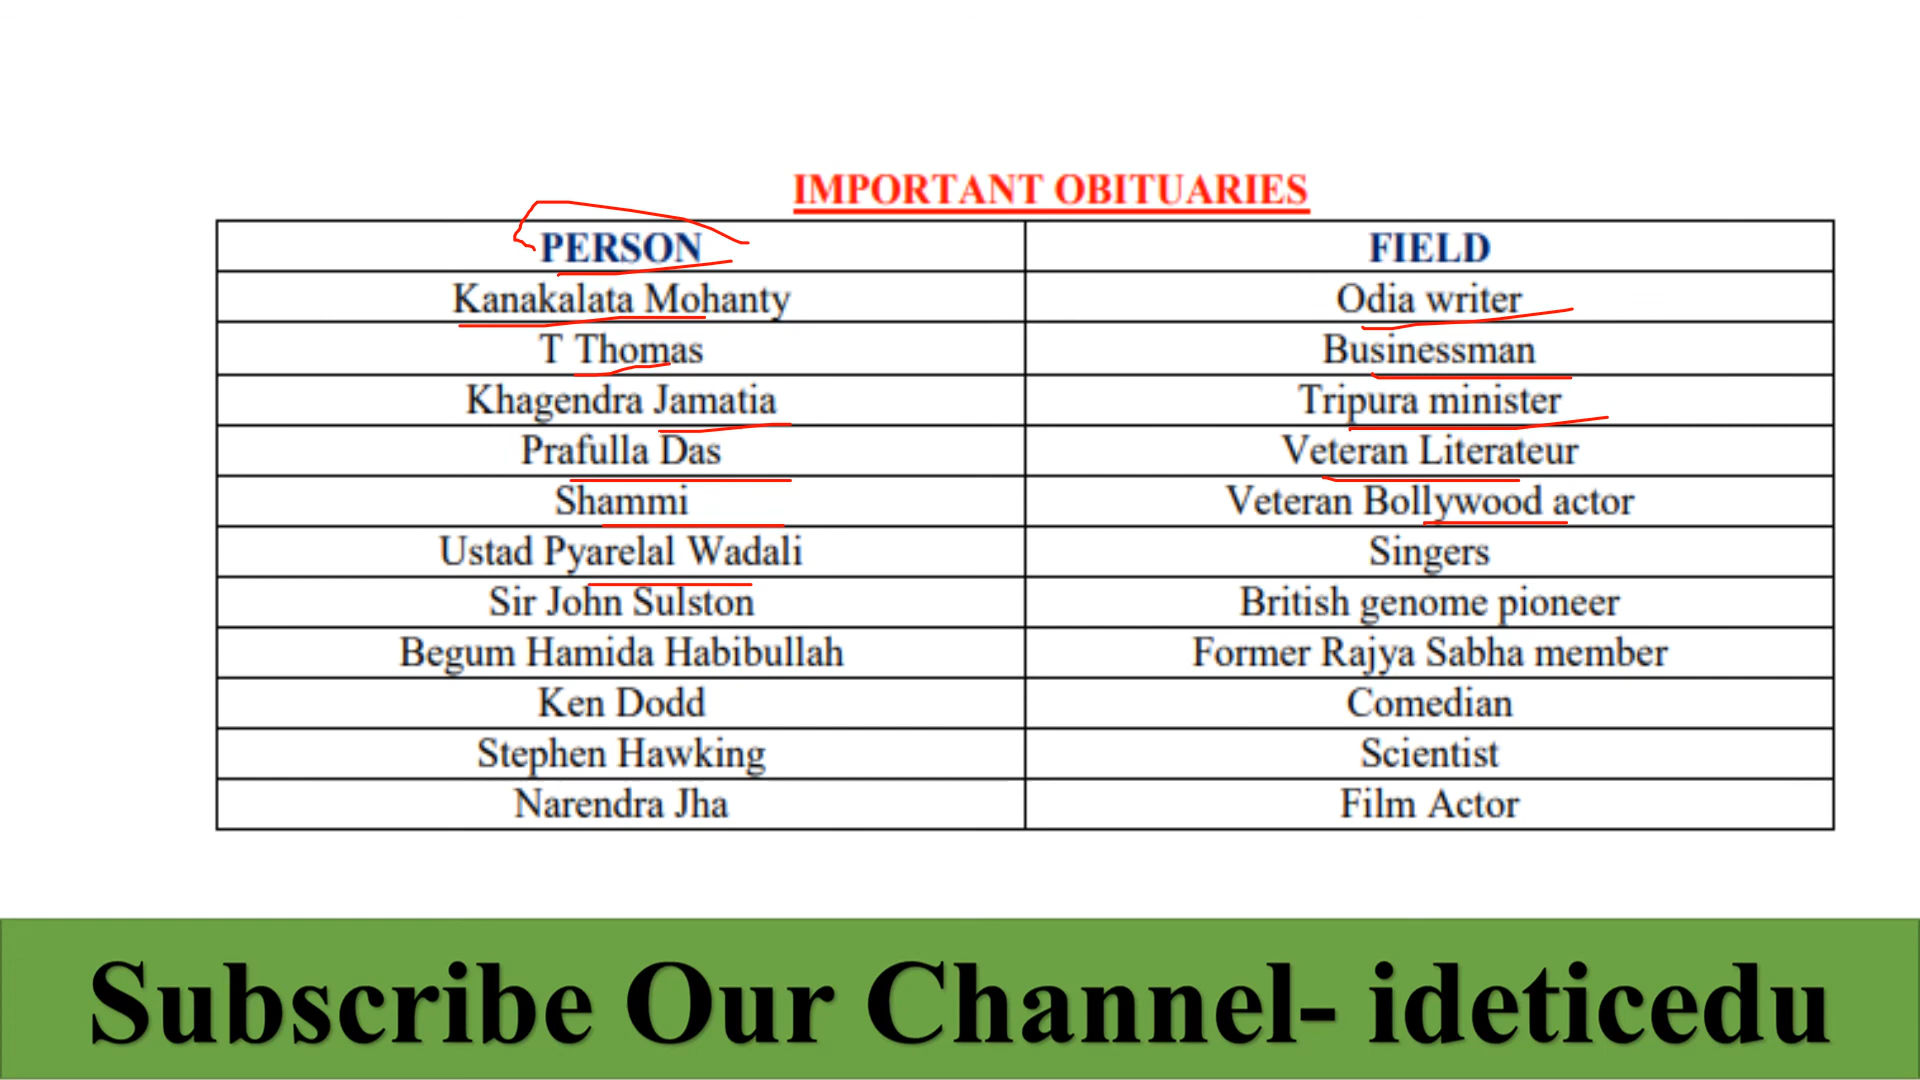 IMPORTANT OBITUARIES
PERSON FIELD
Kanakalata Mohanty Odia writer
T Thomas Businessman
Khagendra Jamatia Tripura minister
Prafulla Das Veteran Literateur
Shammi Veteran Bollywood actor
Ustad Pyarelal Wadali Singers
Sir John Sulston British genome pioneer
Begum Hamida Habibullah Former Rajya Sabha member
Ken Dodd Comedian
Stephen Hawking Scientist
Narendra Jha Film Actor
Subscribe Our Channel- ideticedu